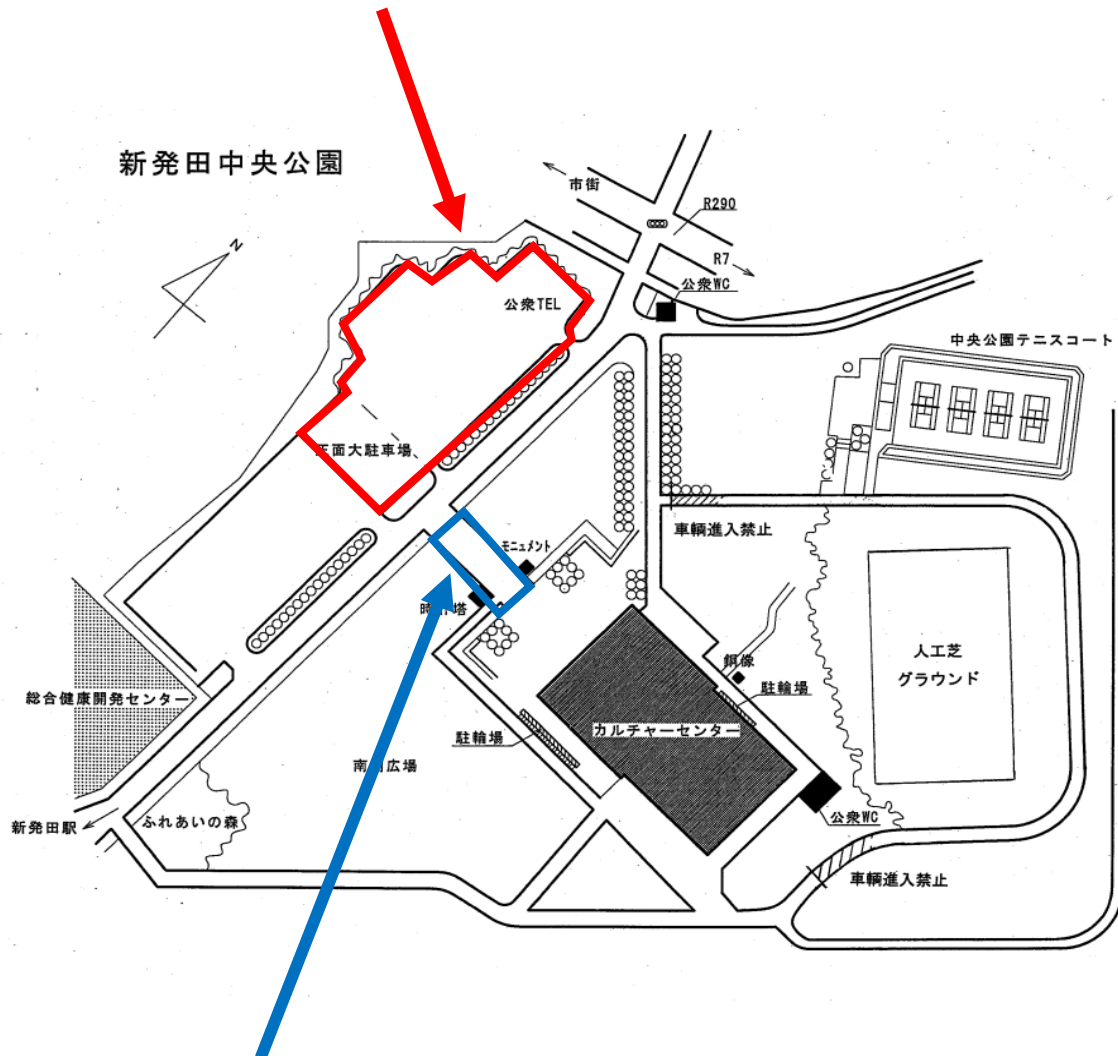 新発田中央公園
市街
R290
N
R7
公衆WC
公衆TEL
中央公園テニスコート
正面大駐車場
車輌進入禁止
モニュメント
人工芝
グラウンド
銅像
駐輪場
総合健康開発センター
カルチャーセンター
駐輪場
広場
新発田駅
ふれあいの森
公衆WC
車輌進入禁止